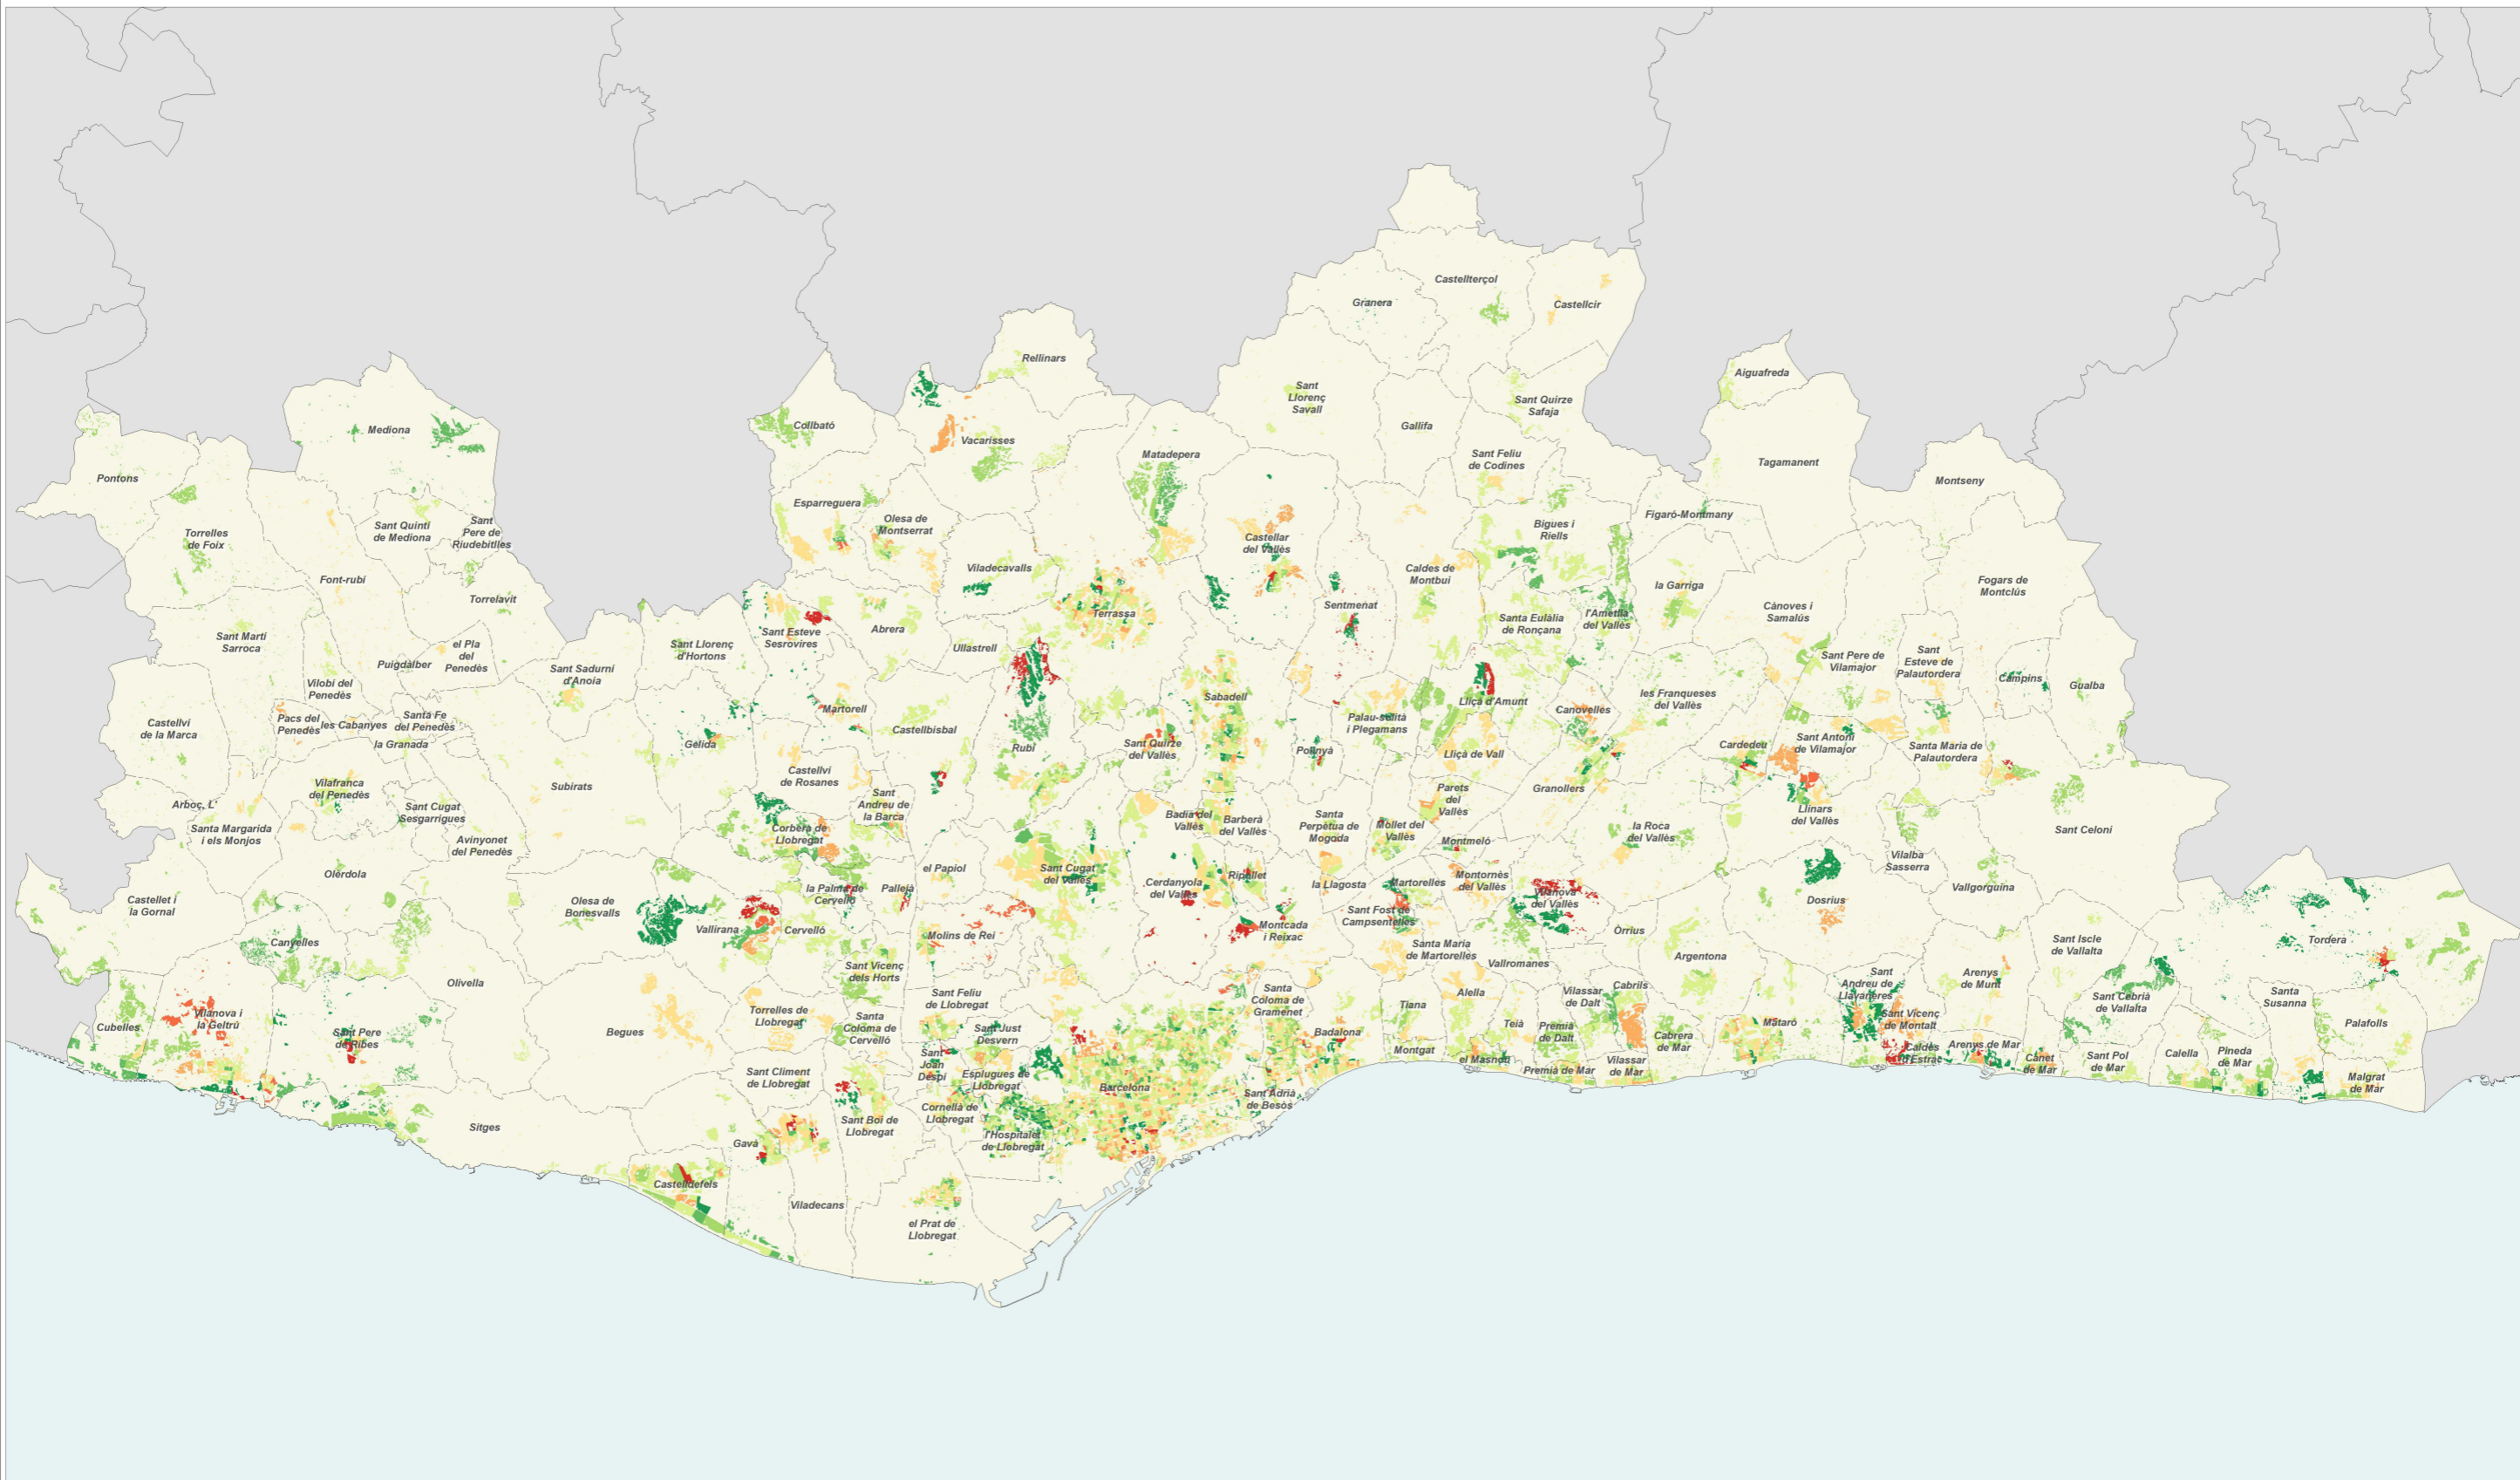 Castellterçol
Granera
Castellcir
Rellinars
Aiguafreda
Sant
Llorenç
Savall
Sant Quirze
Safaja
Collbató
Gallifa
Mediona
Vacarisses
Matadepera
Sant Feliu
de Codines
Tagamanent
Pontons
Montseny
Esparreguera
Olesa de
Montserrat
Figaró-Montmany
Bigues i
Riells
Torrelles
de Foix
Sant Quintí
de Mediona
Sant
Pere de
Riudebitlles
Castellar
del Vallès
Viladecavalls
Caldes de
Montbui
Font-rubí
la Garriga
Fogars de
Montclús
Torrelavit
Terrassa
Sentmenat
Cànoves i
Samalús
Santa Eulàlia
de Ronçana
l'Ametlla
del Vallès
Abrera
Sant Esteve
Sesrovires
Sant Martí
Sarroca
Sant Llorenç
d'Hortons
Ullastrell
el Pla
del
Penedès
Puigdàlber
Sant Pere de
Vilamajor
Sant
Esteve de
Palautordera
Sant Sadurní
d'Anoia
Vilobí del
Penedès
Campins
Gualba
Sabadell
les Franqueses
del Vallès
Lliçà d'Amunt
Martorell
Canovelles
Castellví
de la Marca
Pacs del
Penedès
les Cabanyes
Santa Fe
del Penedès
Castellbisbal
Palau-solità
i Plegamans
la Granada
Gelida
Rubí
Sant Quirze
del Vallès
Polinyà
Cardedeu
Sant Antoni
de Vilamajor
Santa Maria de
Palautordera
Lliçà de Vall
Castellví
de Rosanes
Subirats
Vilafranca
del Penedès
Granollers
Arboç, L'
Sant Cugat
Sesgarrigues
Sant
Andreu de
la Barca
Parets
del
Vallès
Llinars
del Vallès
Santa Margarida
i els Monjos
Avinyonet
del Penedès
Corbera de
Llobregat
Badia del
Vallès
Barberà
del Vallès
Santa
Perpètua de
Mogoda
Mollet del
Vallès
Montmeló
la Roca
del Vallès
Sant Celoni
Olèrdola
el Papiol
Sant Cugat
del Vallès
Cerdanyola
del Vallès
Ripollet
la Llagosta
Martorelles
Montornès
del Vallès
Vilalba
Sasserra
Vallgorguina
Castellet i
la Gornal
Olesa de
Bonesvalls
la Palma de
Cervelló
Pallejà
Vilanova
del Vallès
Dosrius
Sant Fost de
Campsentelles
Vallirana
Cervelló
Montcada
i Reixac
Molins de Rei
Òrrius
Canyelles
Santa Maria
de Martorelles
Sant Iscle
de Vallalta
Tordera
Vallromanes
Argentona
Olivella
Sant Vicenç
dels Horts
Sant
Andreu de
Llavaneres
Arenys
de Munt
Santa
Coloma de
Gramenet
Alella
Vilassar
de Dalt
Cabrils
Santa
Susanna
Sant Cebrià
de Vallalta
Tiana
Sant Feliu
de Llobregat
Torrelles de
Llobregat
Cubelles
Vilanova i
la Geltrú
Sant Pere
de Ribes
Begues
Santa
Coloma de
Cervelló
Sant Just
Desvern
Badalona
Teià
Premià
de Dalt
Cabrera
de Mar
Mataró
Sant Vicenç
de Montalt
Palafolls
Montgat
el Masnou
Vilassar
de Mar
Premià de Mar
Caldes
d'Estrac
Arenys de Mar
Canet
de Mar
Sant Pol
de Mar
Calella
Pineda
de Mar
Malgrat
de Mar
Sant
Joan
Despí
Esplugues de
Llobregat
Sant Climent
de Llobregat
Barcelona
Sant Adrià
de Besòs
Cornellà de
Llobregat
Sant Boi de
Llobregat
l'Hospitalet
de Llobregat
Sitges
Gavà
Castelldefels
Viladecans
el Prat de
Llobregat